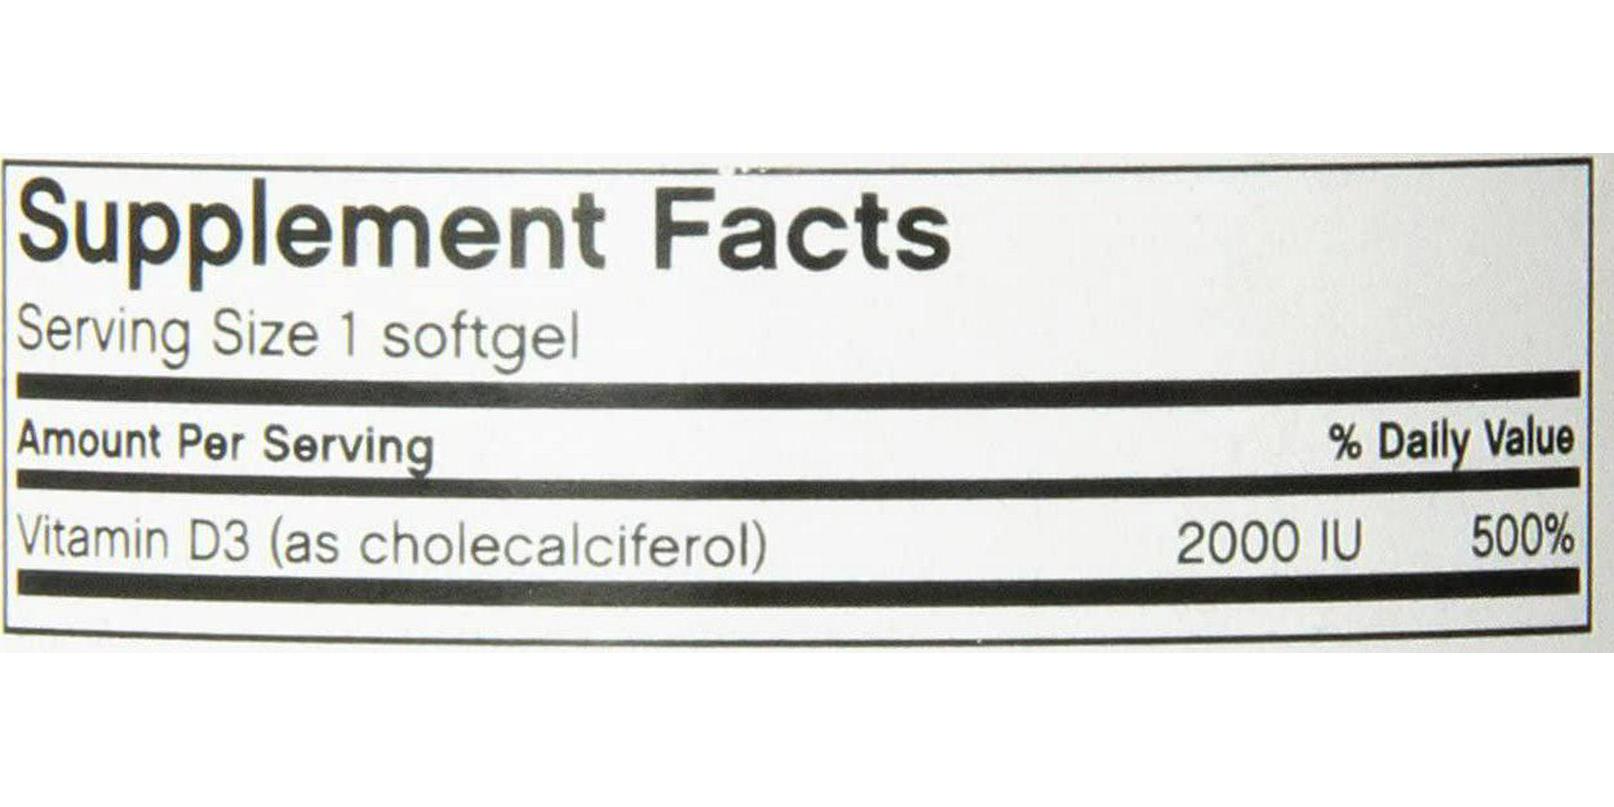 Supplement Facts
Serving Size 1 softgel
Amount Per Serving % Daily Value
Vitamin D3 (as cholecalciferol) 2000 IU 500%